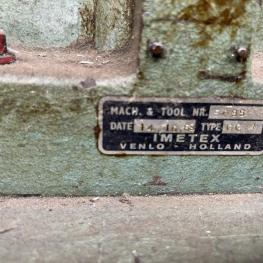 MACH. & TOOL NR.
DATE TYPE
IMETEX
VENLO - HOLLAND